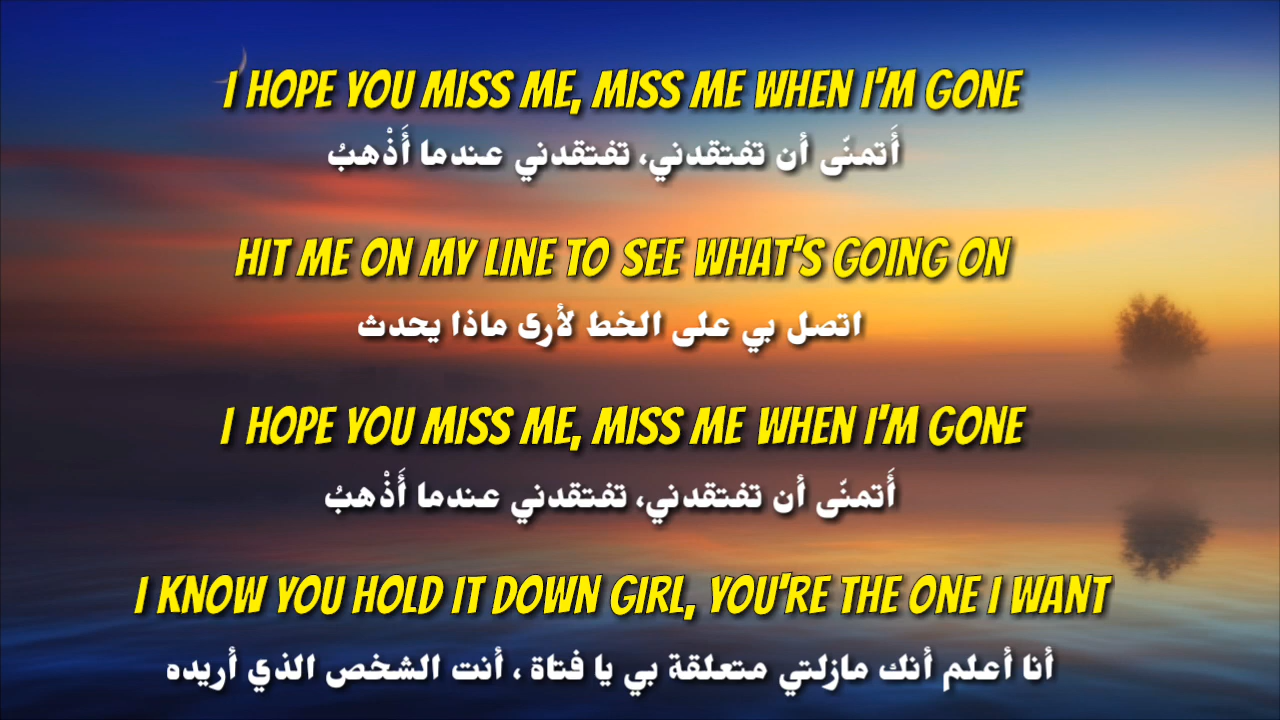 I HOPE YOU MISS ME, MISS ME WHEN I'M GONE
أَتمنّى أن تفتقدني، تفتقدني عندما أَذْهبُ
HIT ME ON MY LINE TO SEE WHAT'S GOING ON
اتصل بي على الخط لأرى ماذا يحدث
I HOPE YOU MISS ME, MISS ME WHEN I'M GONE
أَتمنّى أن تفتقدني، تفتقدني عندما أَذْهبُ
I KNOW YOU HOLD IT DOWN GIRL, YOU'RE THE ONE I WANT
أنا أعلم أنك مازلتي متعلقة بي يا فتاة ، أنت الشخص الذي أريده